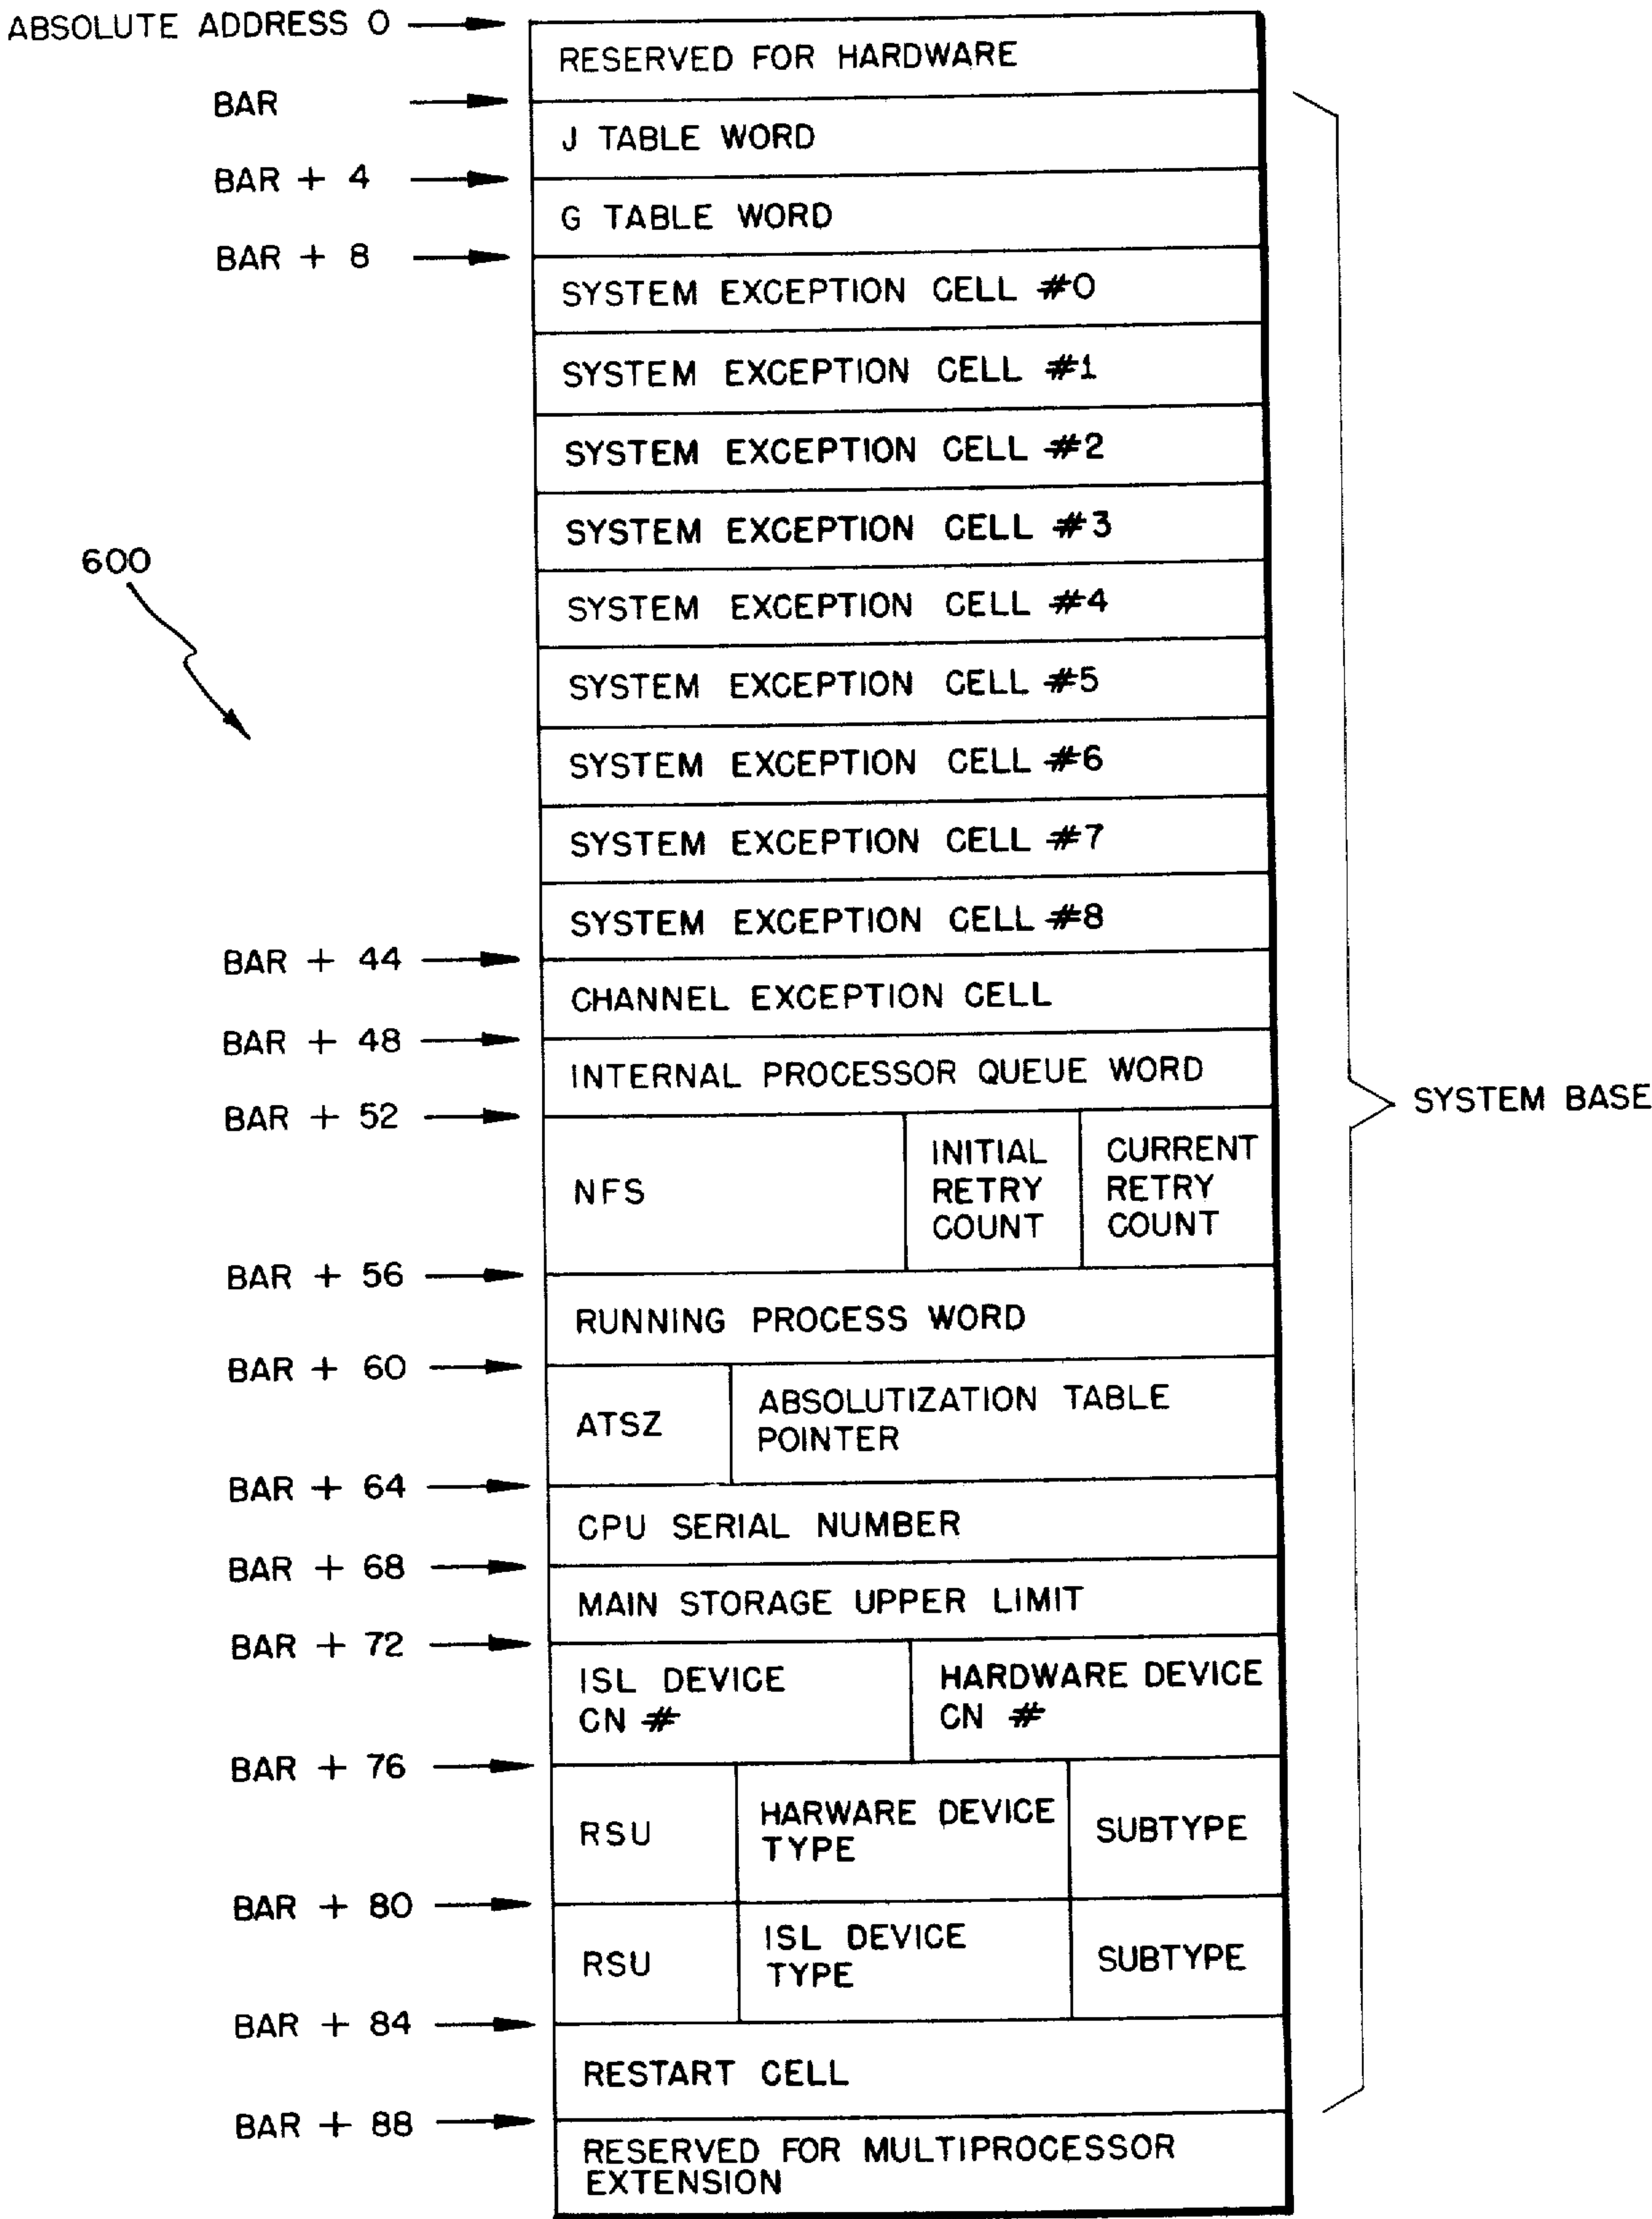 ABSOLUTE ADDRESS 0
RESERVED FOR HARDWARE
BAR
J TABLE WORD
BAR + 4
G TABLE WORD
BAR + 8
SYSTEM EXCEPTION CELL #0
SYSTEM EXCEPTION CELL #1
SYSTEM EXCEPTION CELL #2
SYSTEM EXCEPTION CELL #3
600
SYSTEM EXCEPTION CELL #4
SYSTEM EXCEPTION CELL #5
SYSTEM EXCEPTION CELL #6
SYSTEM EXCEPTION CELL #7
SYSTEM EXCEPTION CELL #8
BAR + 44
CHANNEL EXCEPTION CELL
BAR + 48
INTERNAL PROCESSOR QUEUE WORD
SYSTEM BASE
BAR + 52
NFS
INITIAL
RETRY
COUNT
CURRENT
RETRY
COUNT
BAR + 56
RUNNING PROCESS WORD
BAR + 60
ATSZ
ABSOLUTIZATION TABLE
POINTER
BAR + 64
CPU SERIAL NUMBER
BAR + 68
MAIN STORAGE UPPER LIMIT
BAR + 72
ISL DEVICE
CN #
HARDWARE DEVICE
CN #
BAR + 76
RSU
HARWARE DEVICE
TYPE
SUBTYPE
BAR + 80
RSU
ISL DEVICE
TYPE
SUBTYPE
BAR + 84
RESTART CELL
BAR + 88
RESERVED FOR MULTIPROCESSOR
EXTENSION